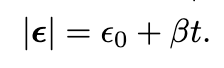 |𝝐| = ϵ₀ + βt.